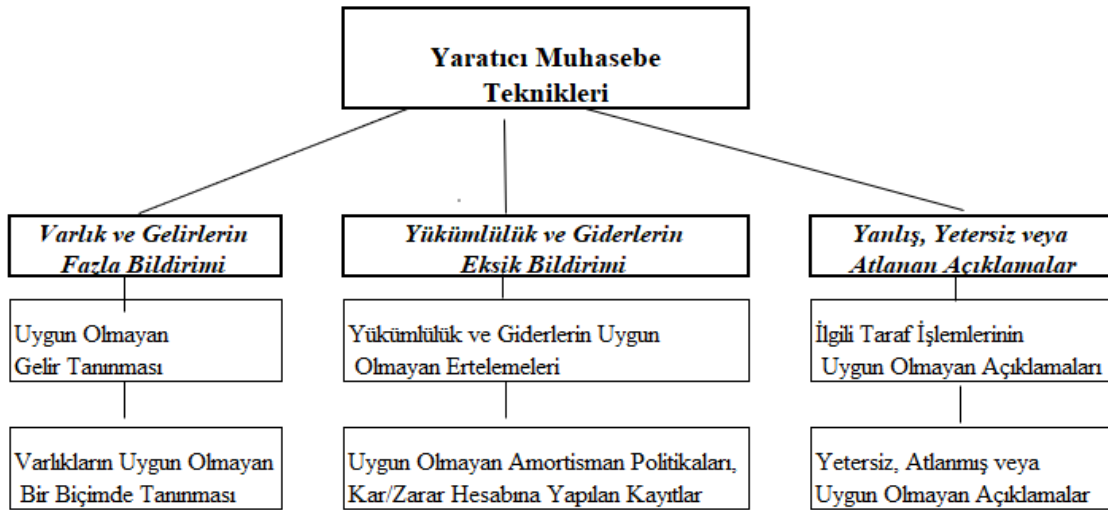 Yaratıcı Muhasebe
Teknikleri
Varlık ve Gelirlerin
Fazla Bildirimi
Yükümlülük ve Giderlerin
Eksik Bildirimi
Yanlış, Yetersiz veya
Atlanan Açıklamalar
Uygun Olmayan
Gelir Tanınması
Yükümlülük ve Giderlerin Uygun
Olmayan Ertelemeleri
İlgili Taraf İşlemlerinin
Uygun Olmayan Açıklamaları
Varlıkların Uygun Olmayan
Bir Biçimde Tanınması
Uygun Olmayan Amortisman Politikaları,
Kar/Zarar Hesabına Yapılan Kayıtlar
Yetersiz, Atlanmış veya
Uygun Olmayan Açıklamalar